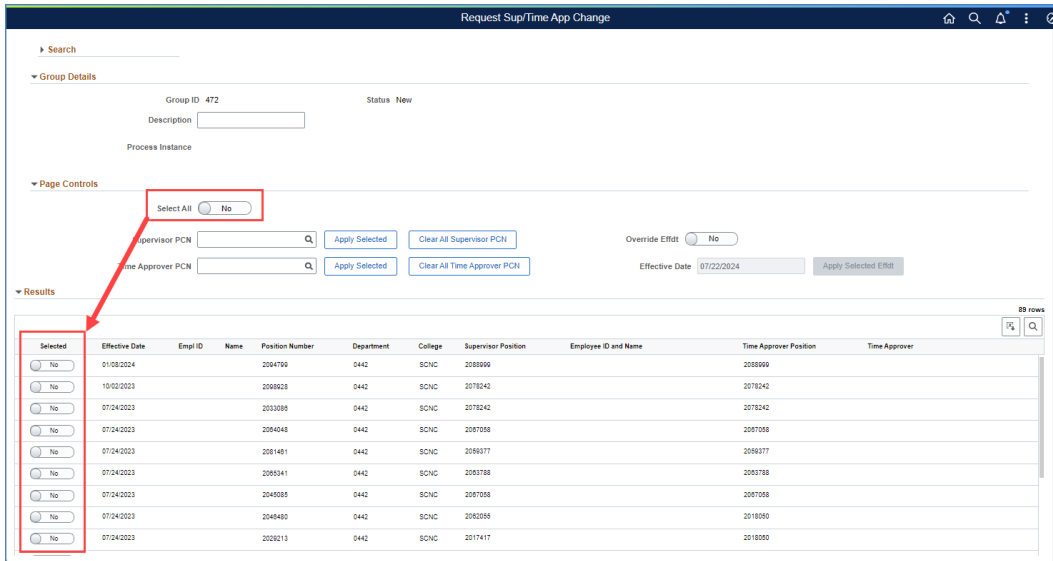 Request Sup/Time App Change
Search
Group Details
Group ID 472 Status New
Description
Process Instance
Page Controls
Select All No
Supervisor PCN Apply Selected Clear All Supervisor PCN Override Effdt No
Time Approver PCN Apply Selected Clear All Time Approver PCN Effective Date 07/22/2024 Apply Selected Effdt
Results
89 rows
Selected Effective Date Empl ID Name Position Number Department College Supervisor Position Employee ID and Name Time Approver Position Time Approver
No 01/08/2024 2094799 0442 SCNC 2088999 2088999
No 10/02/2023 2098928 0442 SCNC 2078242 2078242
No 07/24/2023 2033086 0442 SCNC 2078242 2078242
No 07/24/2023 2064048 0442 SCNC 2067058 2067058
No 07/24/2023 2081461 0442 SCNC 2059377 2059377
No 07/24/2023 2065341 0442 SCNC 2063788 2063788
No 07/24/2023 2045085 0442 SCNC 2067058 2067058
No 07/24/2023 2046480 0442 SCNC 2062055 2018050
No 07/24/2023 2029213 0442 SCNC 2017417 2018050